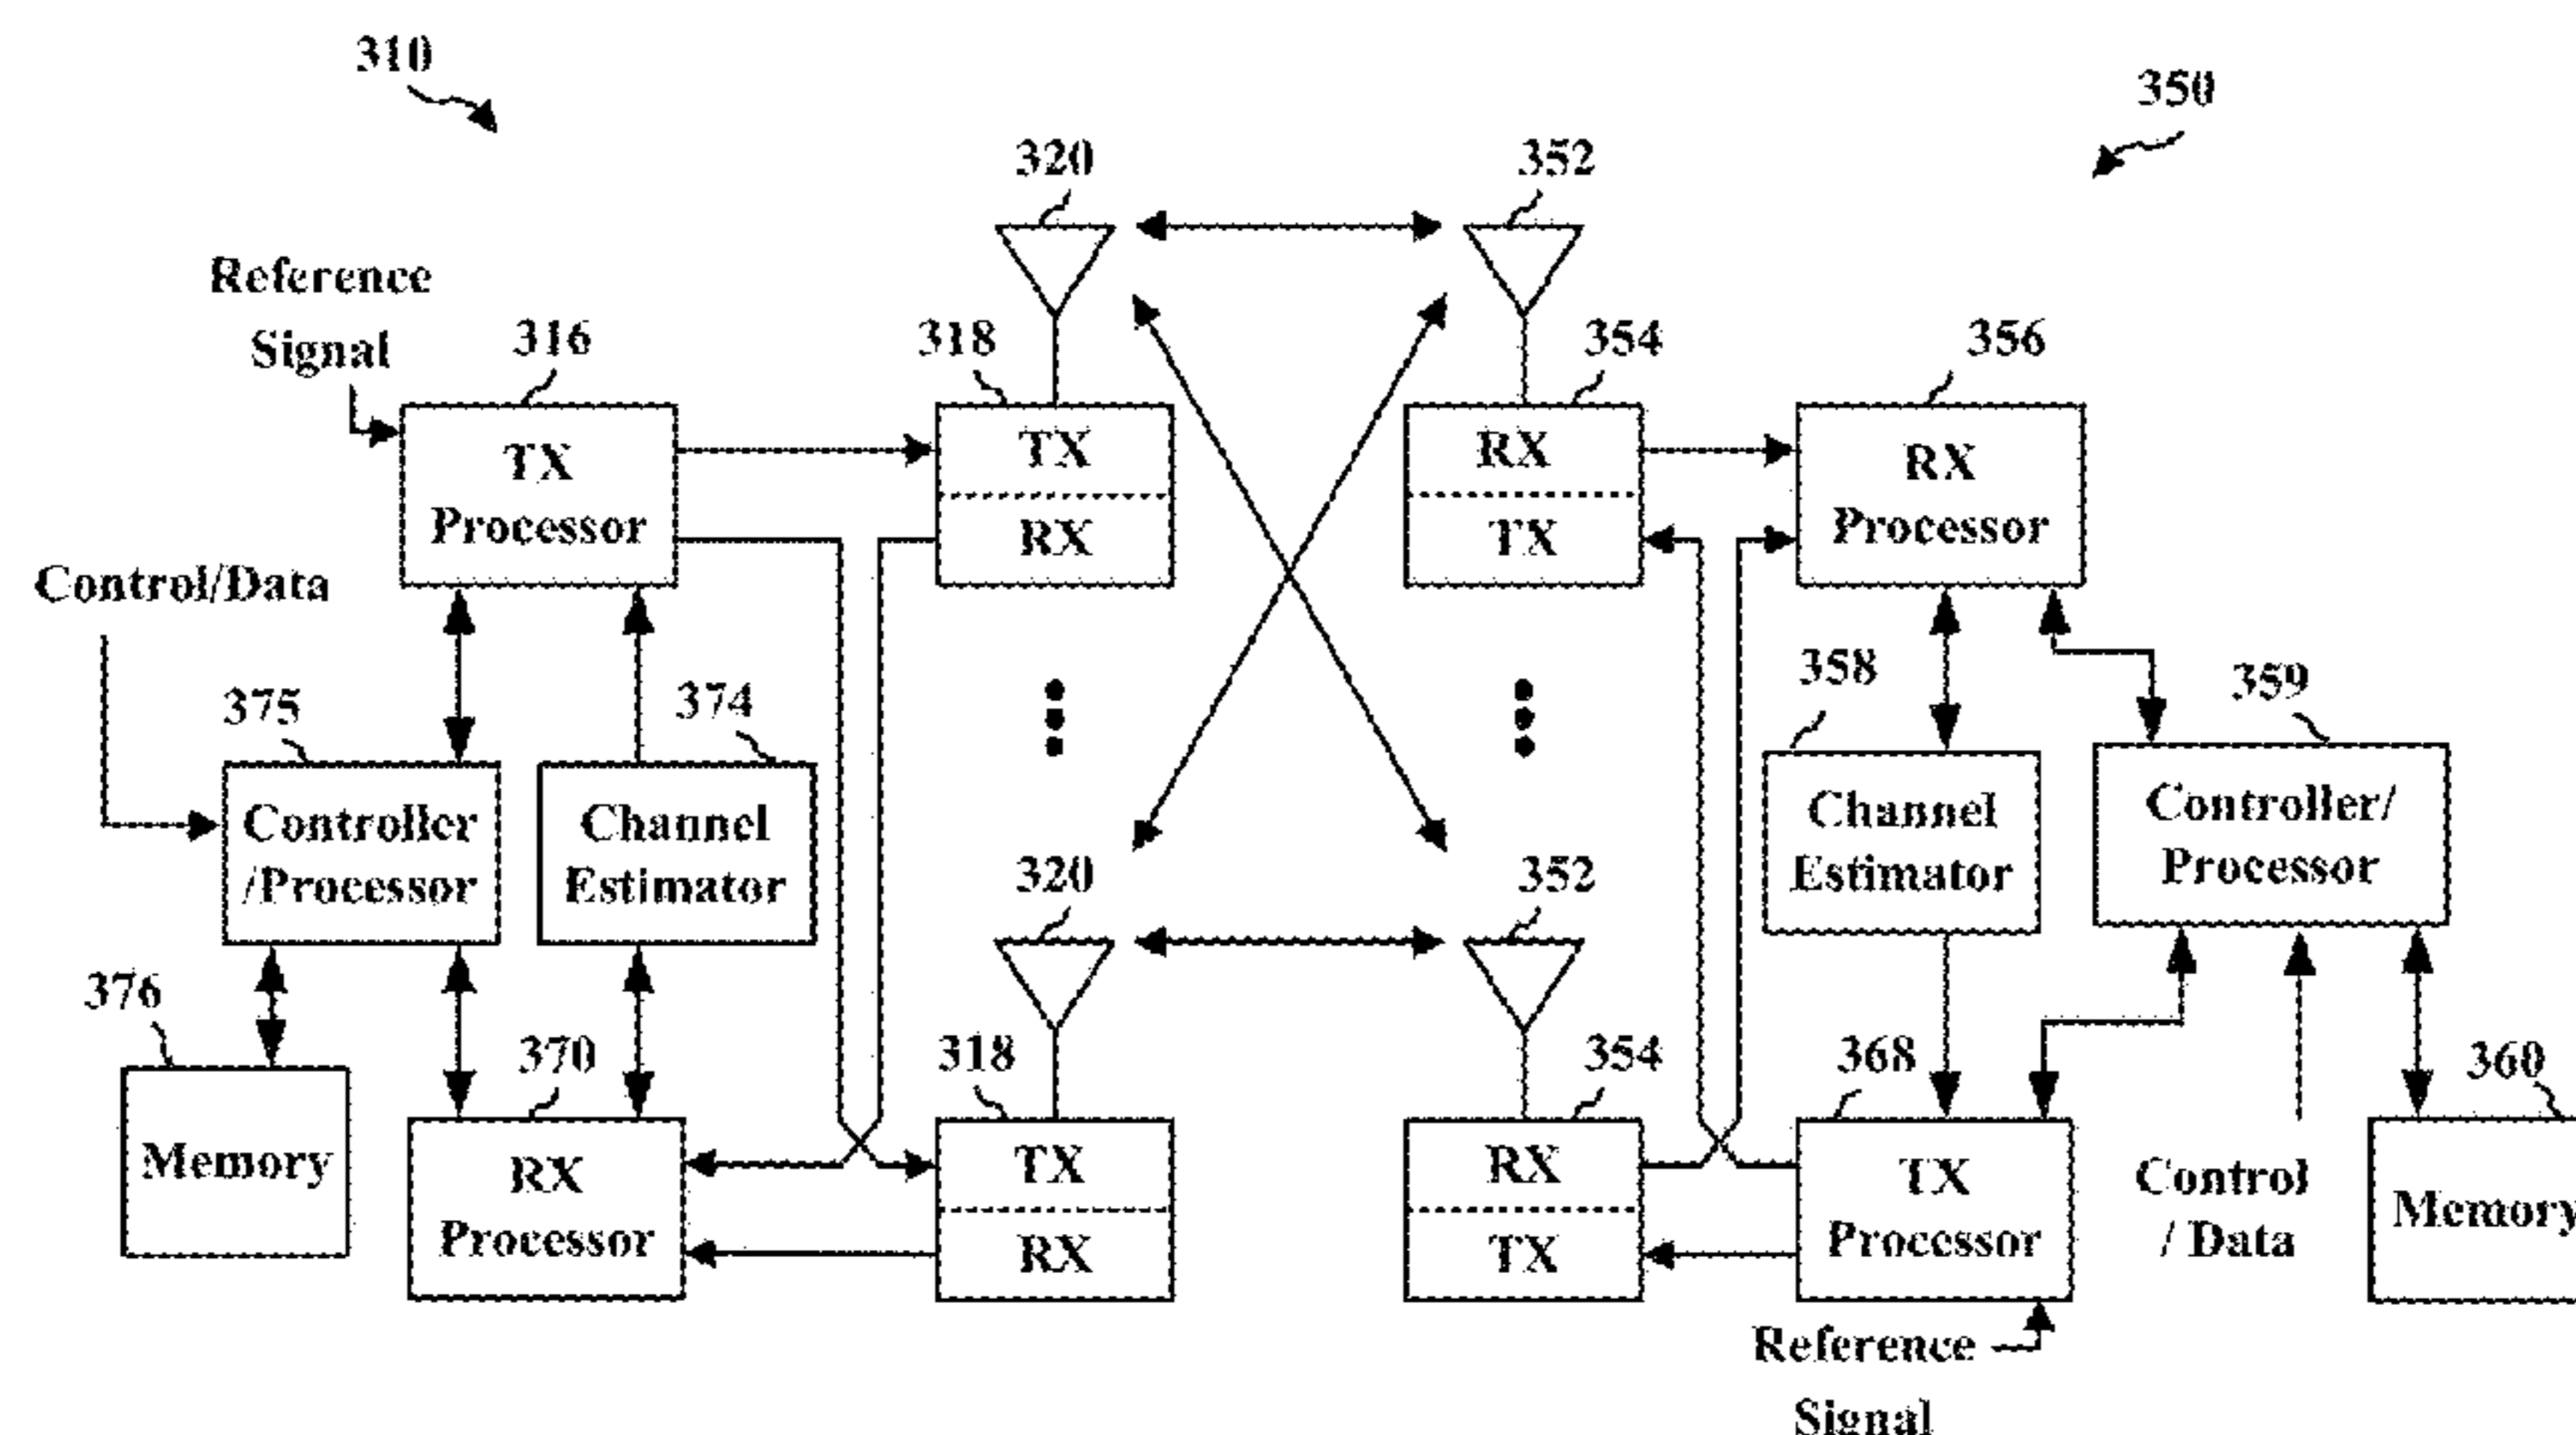 310
350
320
352
Reference
Signal
316
318
354
356
TX
Processor
TX
RX
RX
TX
RX
Processor
Control/Data
375
374
358
359
Controller
/Processor
Channel
Estimator
Channel
Estimator
Controller/
Processor
320
352
376
370
318
354
368
360
Memory
RX
Processor
TX
RX
RX
TX
TX
Processor
Control
/ Data
Memory
Reference
Signal